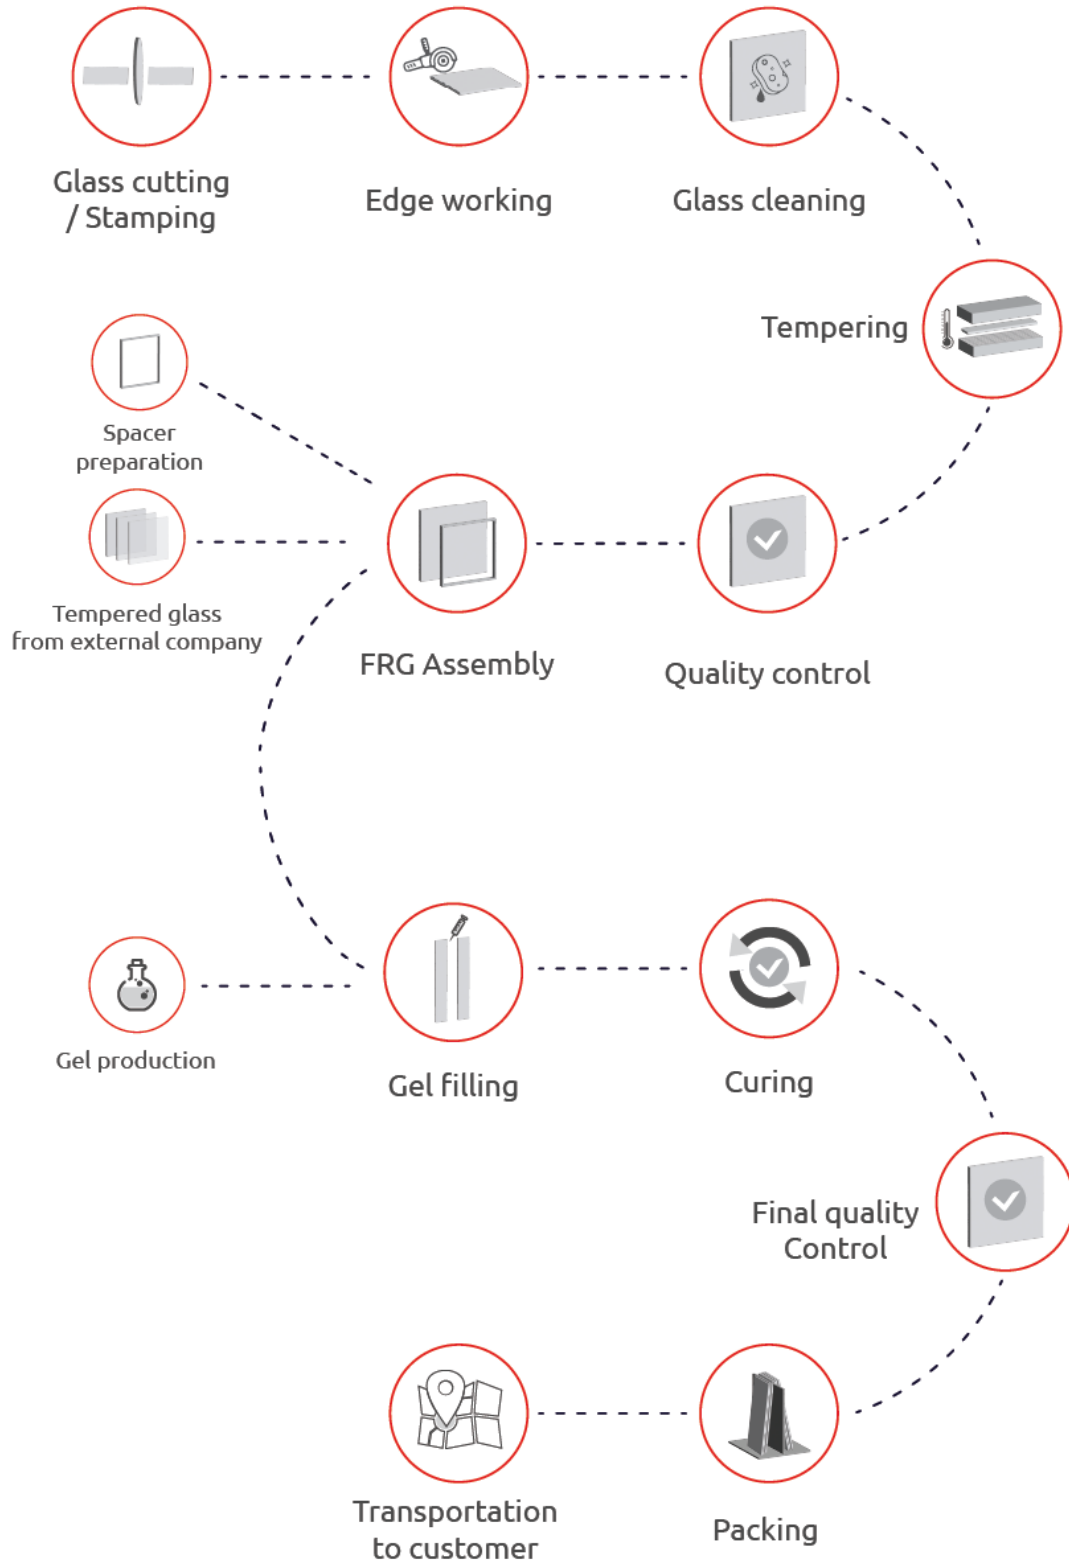 Glass cutting
/ Stamping
Edge working
Glass cleaning
Tempering
Spacer
preparation
Tempered glass
from external company
FRG Assembly
Quality control
Gel production
Gel filling
Curing
Final quality
Control
Transportation
to customer
Packing